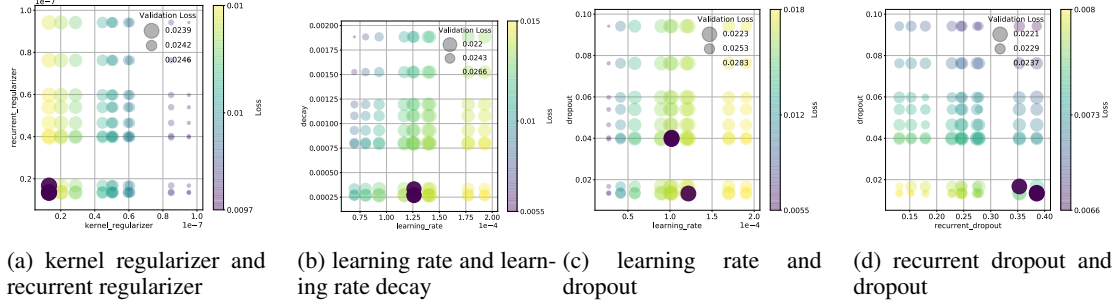 1e-7
1.0
0.8
0.6
0.4
0.2
recurrent_regularizer
0.2 0.4 0.6 0.8 1.0
kernel_regularizer
1e-7
Validation Loss
0.0239
0.0242
0.0246
0.01
0.01
0.0097
Loss
0.00200
0.00175
0.00150
0.00125
0.00100
0.00075
0.00050
0.00025
decay
0.75 1.00 1.25 1.50 1.75 2.00
learning_rate
1e-4
Validation Loss
0.022
0.0243
0.0266
0.015
0.01
0.0055
Loss
0.10
0.08
0.06
0.04
0.02
dropout
0.5 1.0 1.5 2.0
learning_rate
1e-4
Validation Loss
0.0223
0.0253
0.0283
0.018
0.012
0.0055
Loss
0.10
0.08
0.06
0.04
0.02
dropout
0.15 0.20 0.25 0.30 0.35 0.40
recurrent_dropout
Validation Loss
0.0221
0.0229
0.0237
0.008
0.0073
0.0066
Loss
(a) kernel regularizer and
recurrent regularizer
(b) learning rate and learn-
ing rate decay
(c) learning rate and
dropout
(d) recurrent dropout and
dropout